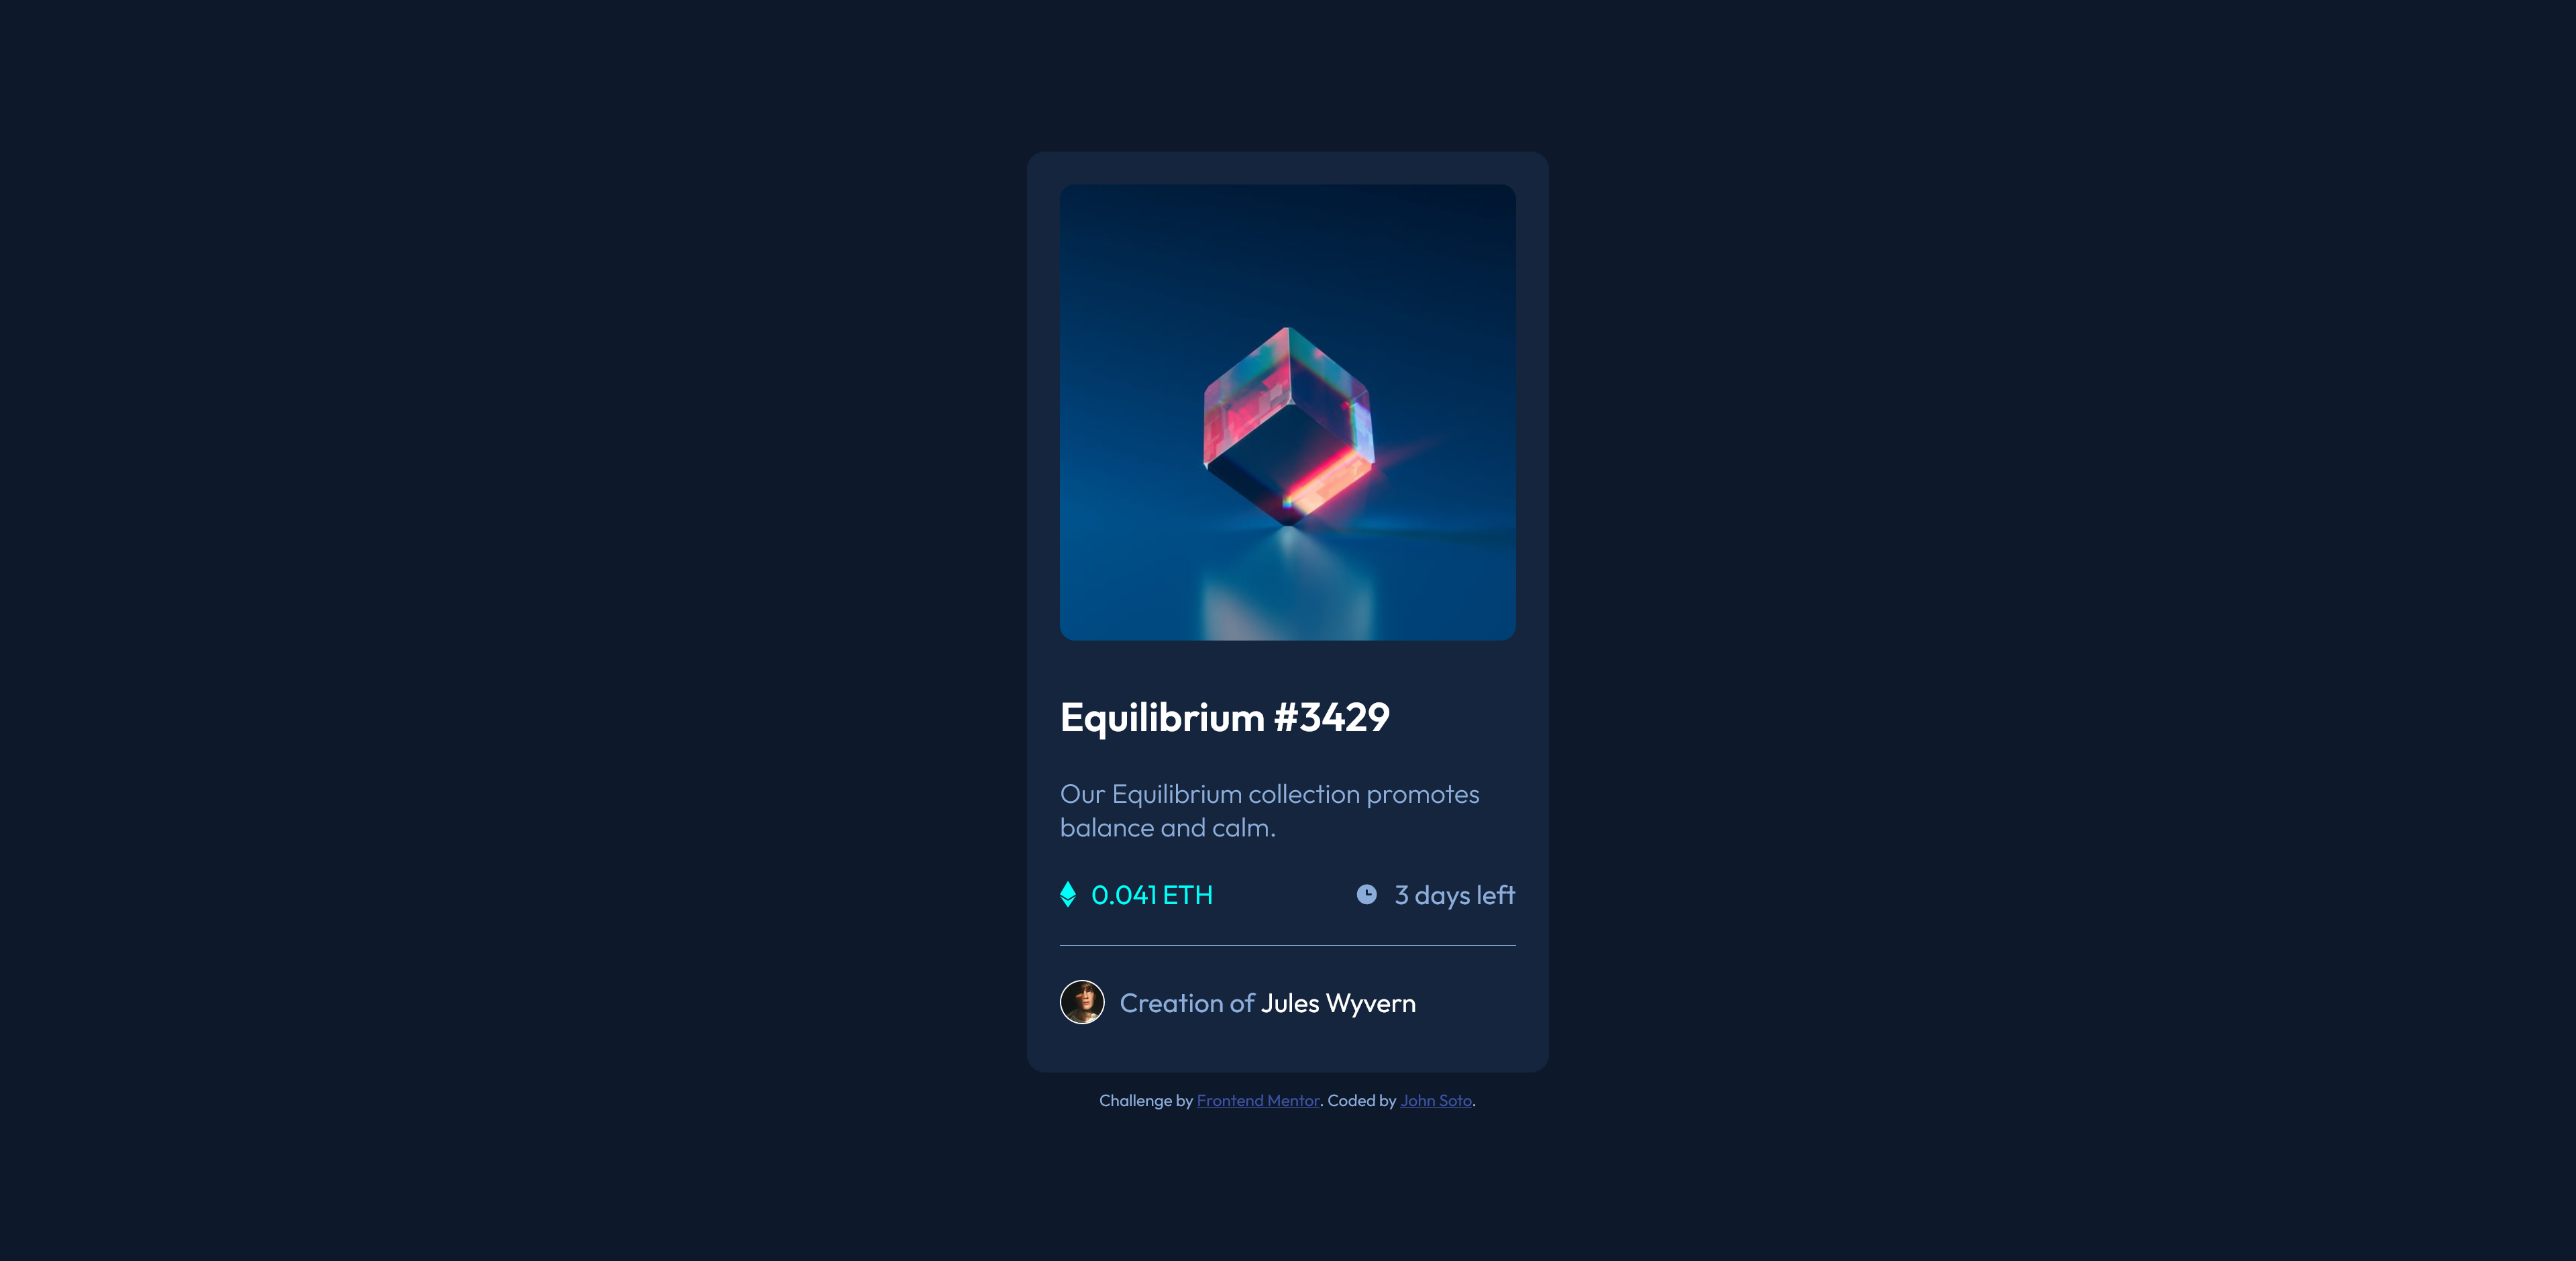 Equilibrium #3429
Our Equilibrium collection promotes
balance and calm.
0.041 ETH
3 days left
Creation of Jules Wyvern
Challenge by Frontend Mentor. Coded by John Soto.